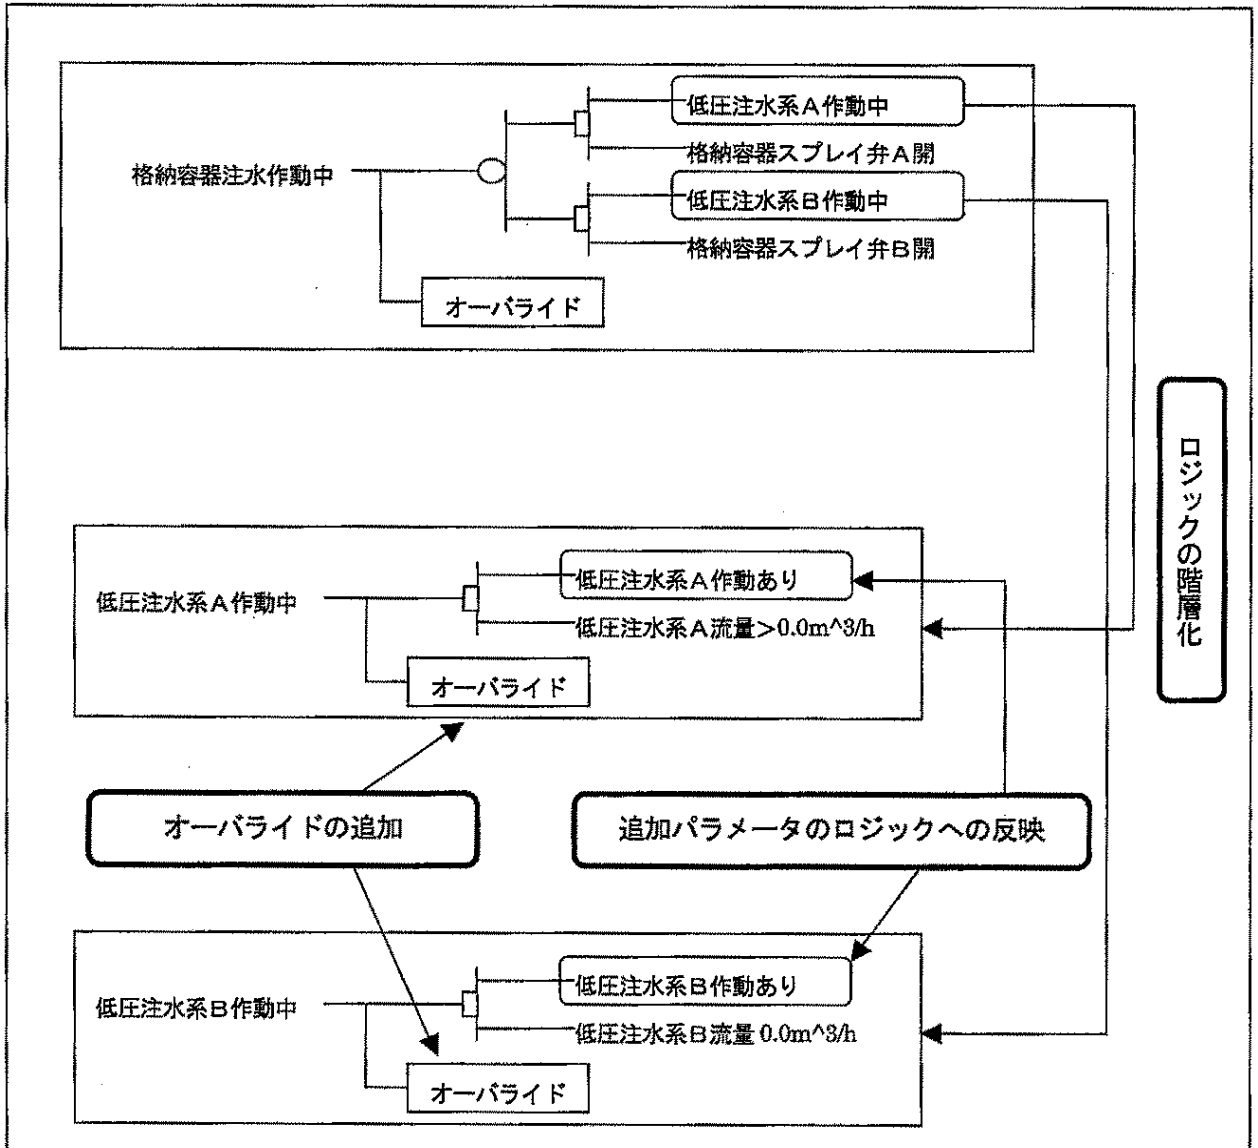 低圧注水系A作動中
格納容器注水作動中
格納容器スプレイ弁A開
低圧注水系B作動中
格納容器スプレイ弁B開
オーバライド
ロジックの階層化
低圧注水系A作動あり
低圧注水系A作動中
低圧注水系A流量>0.0m^3/h
オーバライド
オーバライドの追加
追加パラメータのロジックへの反映
低圧注水系B作動あり
低圧注水系B作動中
低圧注水系B流量 0.0m^3/h
オーバライド